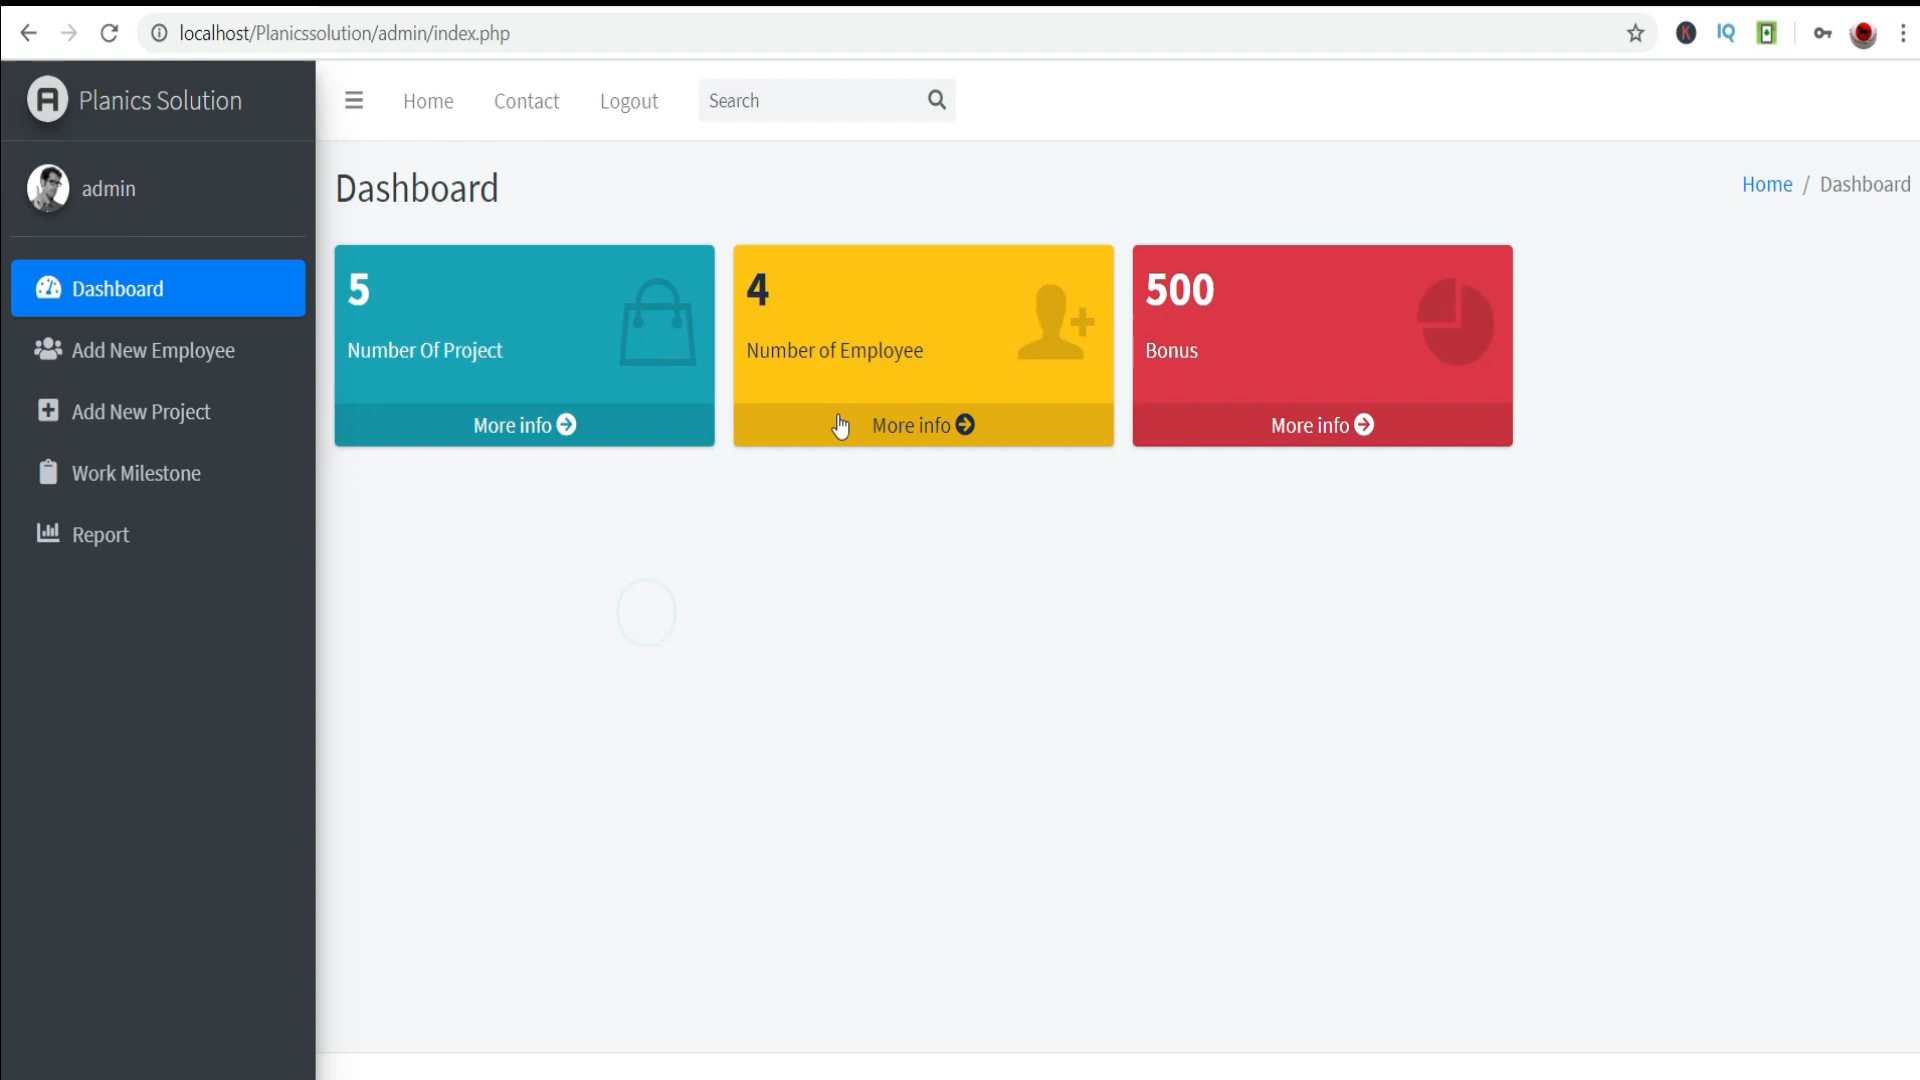 localhost/Planicssolution/admin/index.php
K
IQ
Planics Solution
Home
Contact
Logout
Search
admin
Dashboard
Home / Dashboard
Dashboard
Add New Employee
Add New Project
Work Milestone
Report
5
Number Of Project
More info
4
Number of Employee
More info
500
Bonus
More info